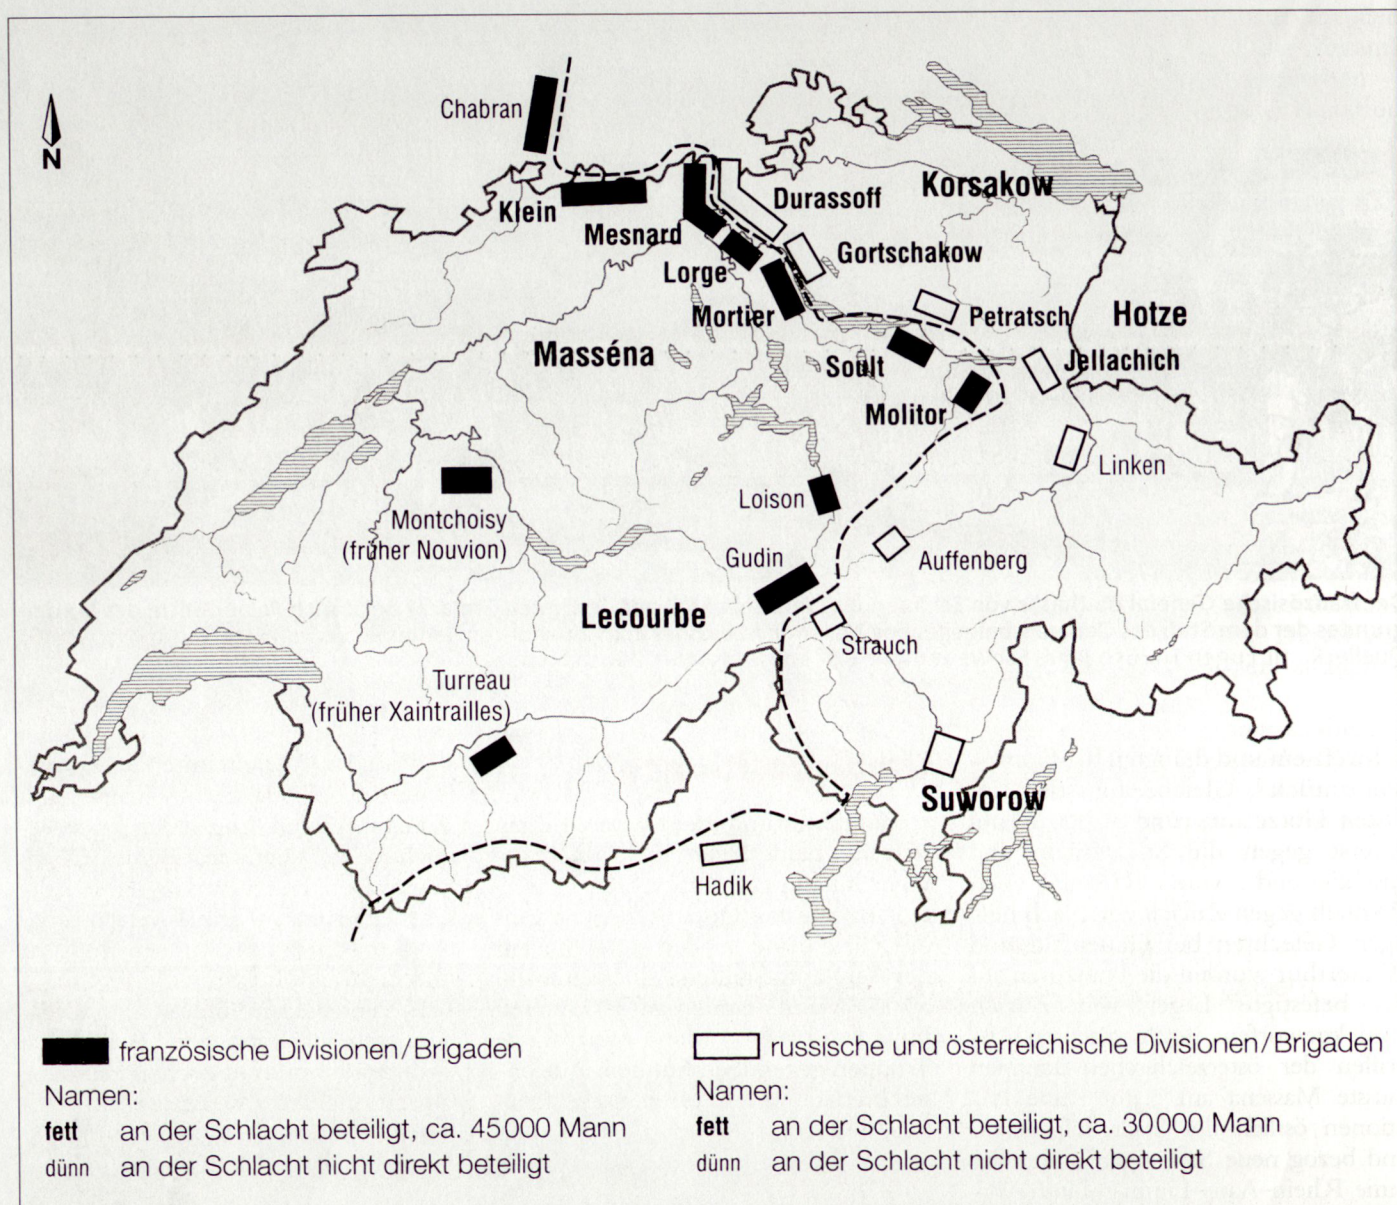 N
Chabran
Klein
Mesnard
Lorge
Mortier
Durassoff
Gortschakow
Korsakow
Petratsch
Hotze
Jellachich
Masséna
Soult
Molitor
Linken
Loison
Montchoisy
(früher Nouvion)
Gudin
Auffenberg
Lecourbe
Strauch
Turreau
(früher Xaintrailles)
Suworow
Hadik
französische Divisionen/Brigaden
Namen:
fett an der Schlacht beteiligt, ca. 45000 Mann
dünn an der Schlacht nicht direkt beteiligt
russische und österreichische Divisionen/Brigaden
Namen:
fett an der Schlacht beteiligt, ca. 30000 Mann
dünn an der Schlacht nicht direkt beteiligt